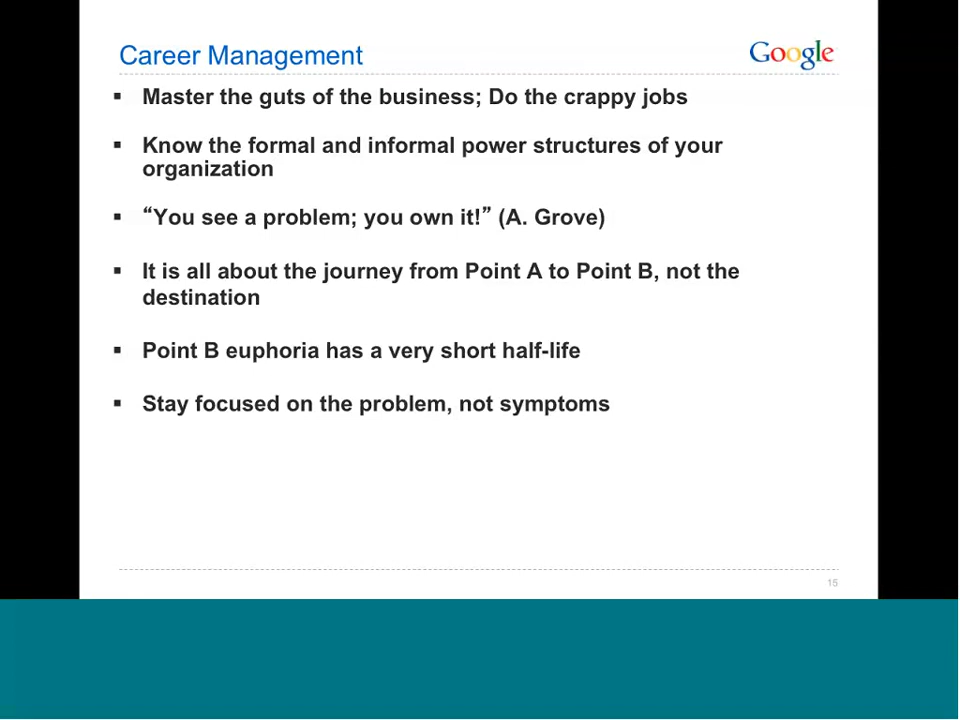 Career Management
Google
▪ Master the guts of the business; Do the crappy jobs
▪ Know the formal and informal power structures of your
organization
▪ “You see a problem; you own it!” (A. Grove)
▪ It is all about the journey from Point A to Point B, not the
destination
▪ Point B euphoria has a very short half-life
▪ Stay focused on the problem, not symptoms
15